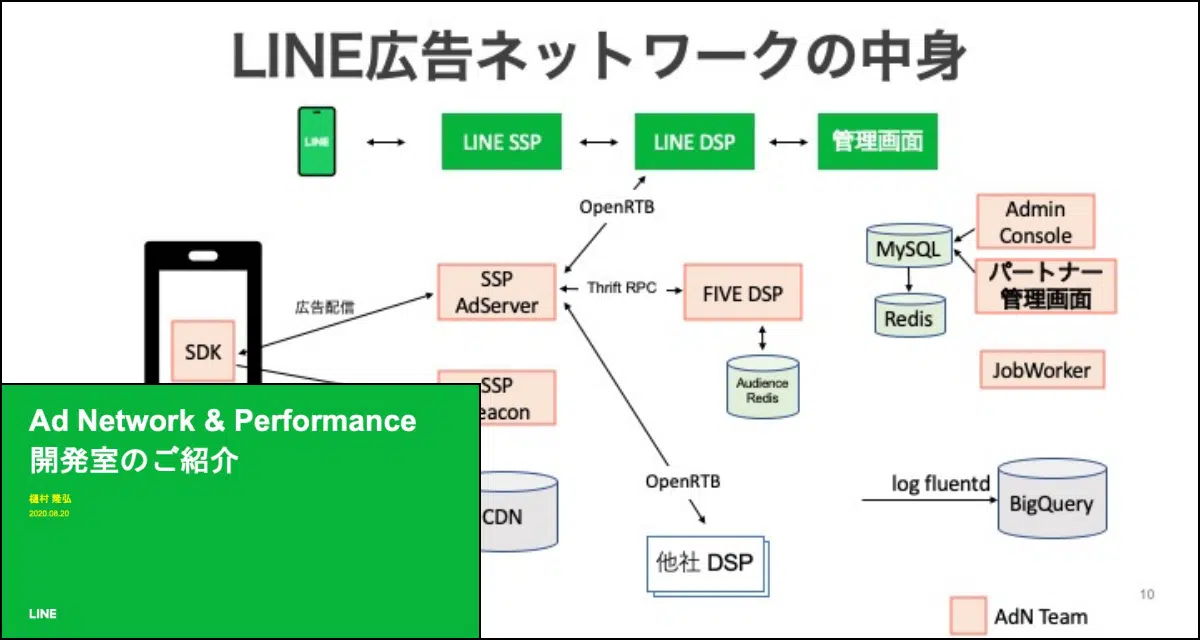 LINE広告ネットワークの中身
LINE
LINE SSP
LINE DSP
管理画面
OpenRTB
Admin
Console
MySQL
パートナー
管理画面
SSP
AdServer
Thrift RPC
FIVE DSP
広告配信
Redis
SDK
JobWorker
Audience
Redis
SSP
eacon
Ad Network & Performance
開発室のご紹介
樋村 隆弘
2020.08.20
LINE
CDN
OpenRTB
log fluentd
BigQuery
他社 DSP
10
AdN Team